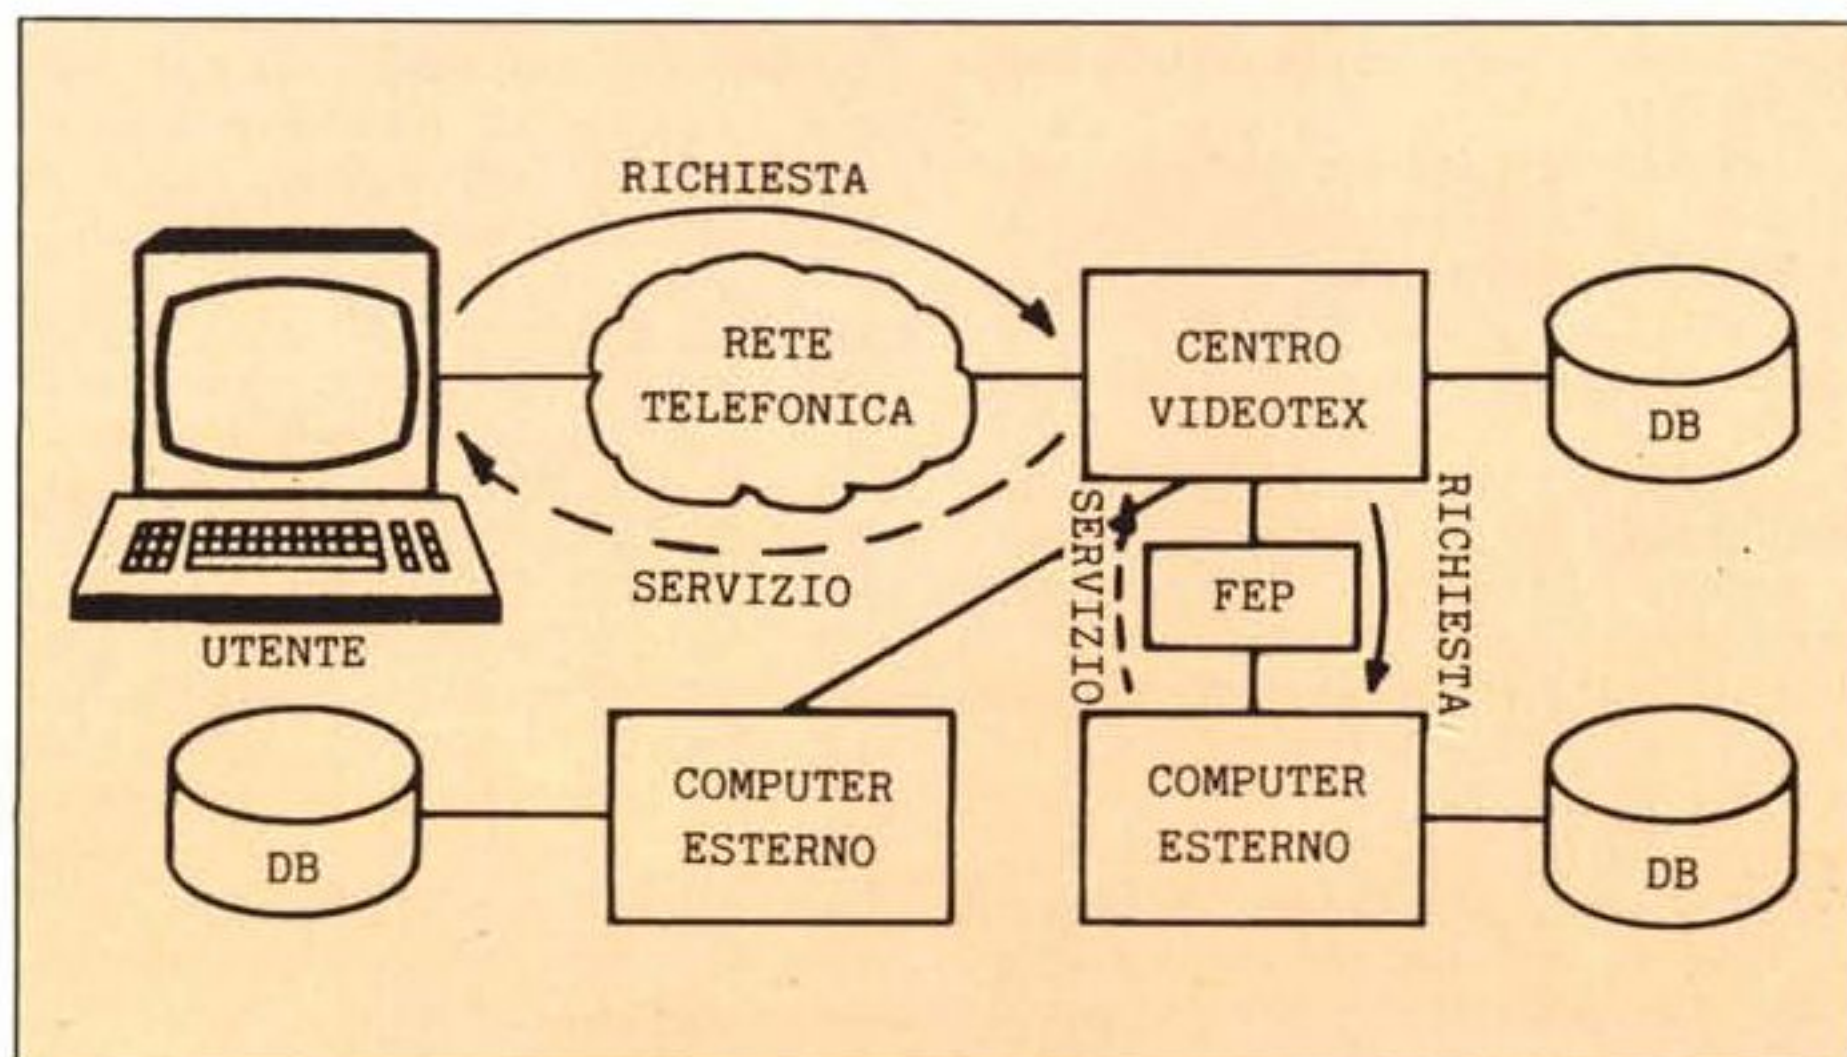 RICHIESTA
RETE
TELEFONICA
CENTRO
VIDEOTEX
DB
SERVIZIO
UTENTE
SERVIZIO
FEP
RICHIESTA
DB
COMPUTER
ESTERNO
COMPUTER
ESTERNO
DB